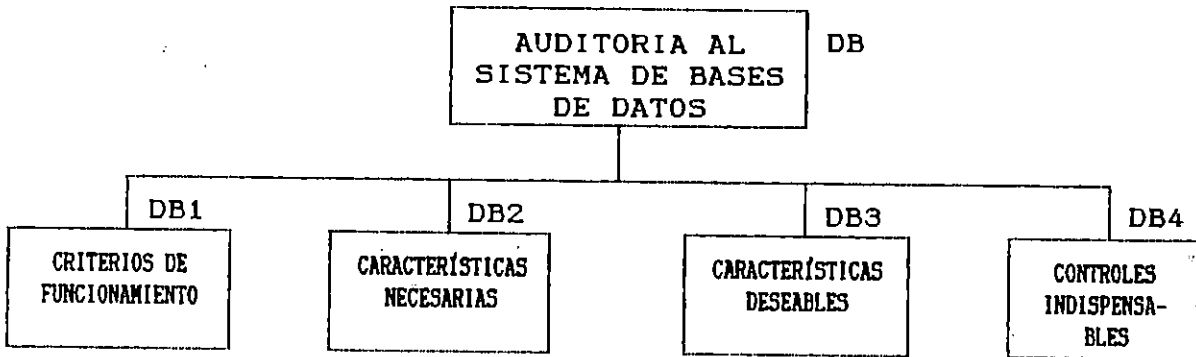 AUDITORIA AL
SISTEMA DE BASES
DE DATOS
DB
DB1
CRITERIOS DE
FUNCIONAMIENTO
DB2
CARACTERÍSTICAS
NECESARIAS
DB3
CARACTERÍSTICAS
DESEABLES
DB4
CONTROLES
INDISPENSA-
BLES